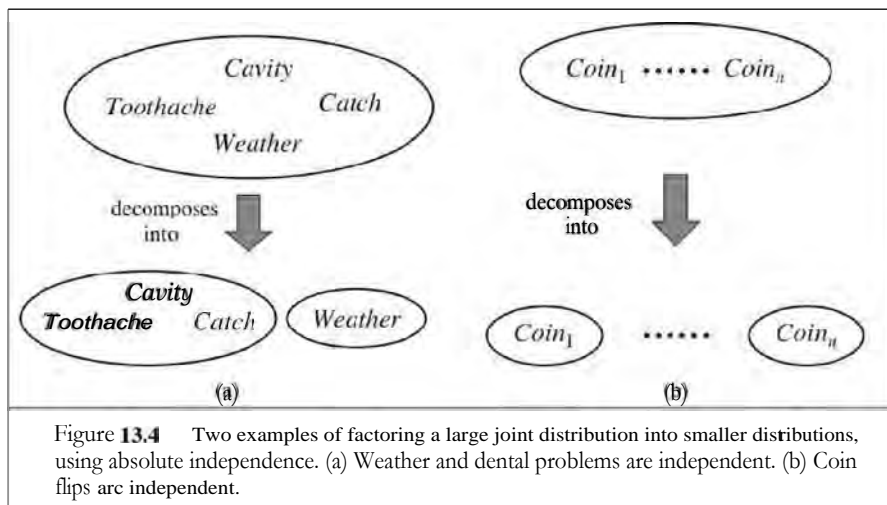 Cavity
Toothache Catch
Weather
decomposes
into
Cavity
Toothache Catch
Weather
(a)
Coin1 ······ Coinn
decomposes
into
Coin1 ······ Coinn
(b)
Figure 13.4 Two examples of factoring a large joint distribution into smaller distributions,
using absolute independence. (a) Weather and dental problems are independent. (b) Coin
flips arc independent.